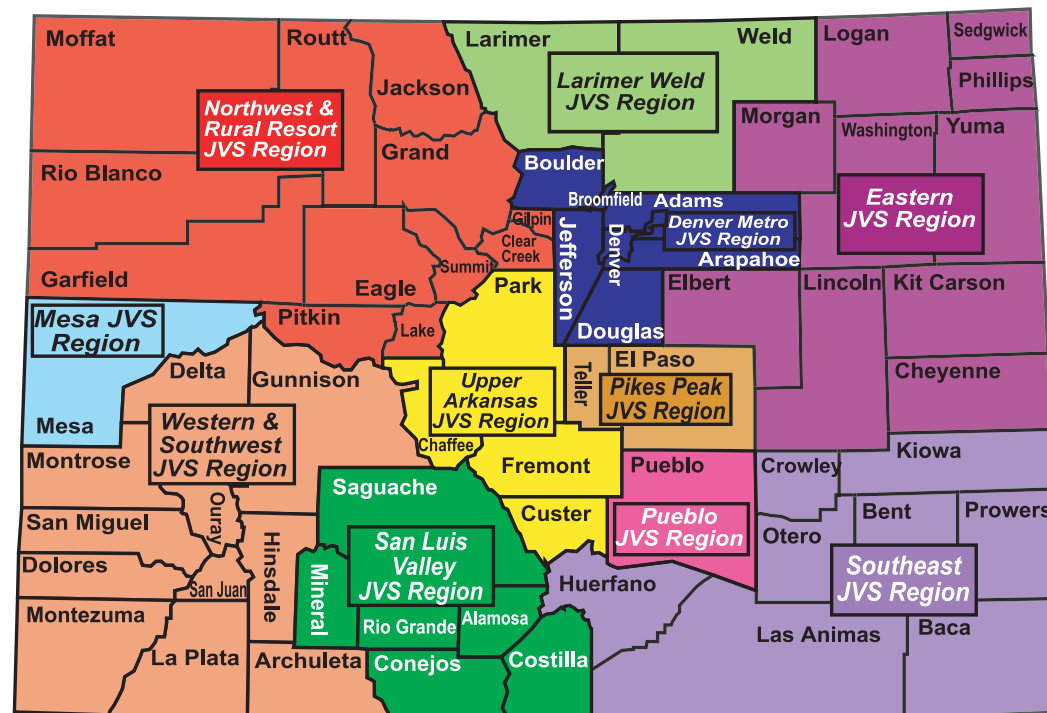 Moffat
Routt
Larimer
Weld
Logan
Sedgwick
Jackson
Phillips
Northwest &
Rural Resort
JVS Region
Larimer Weld
JVS Region
Morgan
Washington
Yuma
Grand
Boulder
Rio Blanco
Broomfield
Adams
Eastern
JVS Region
Gilpin
Denver Metro
JVS Region
Jefferson
Denver
Clear
Creek
Arapahoe
Garfield
Summit
Eagle
Park
Elbert
Lincoln
Kit Carson
Mesa JVS
Region
Pitkin
Lake
Douglas
Delta
Gunnison
Teller
El Paso
Cheyenne
Upper
Arkansas
JVS Region
Pikes Peak
JVS Region
Mesa
Western &
Southwest
JVS Region
Chaffee
Kiowa
Montrose
Fremont
Pueblo
Crowley
Saguache
Ouray
San Miguel
Custer
Pueblo
JVS Region
Otero
Bent
Prowers
Hinsdale
San Luis
Valley
JVS Region
Dolores
San Juan
Mineral
Huerfano
Southeast
JVS Region
Montezuma
Rio Grande
Alamosa
Las Animas
Baca
La Plata
Archuleta
Conejos
Costilla